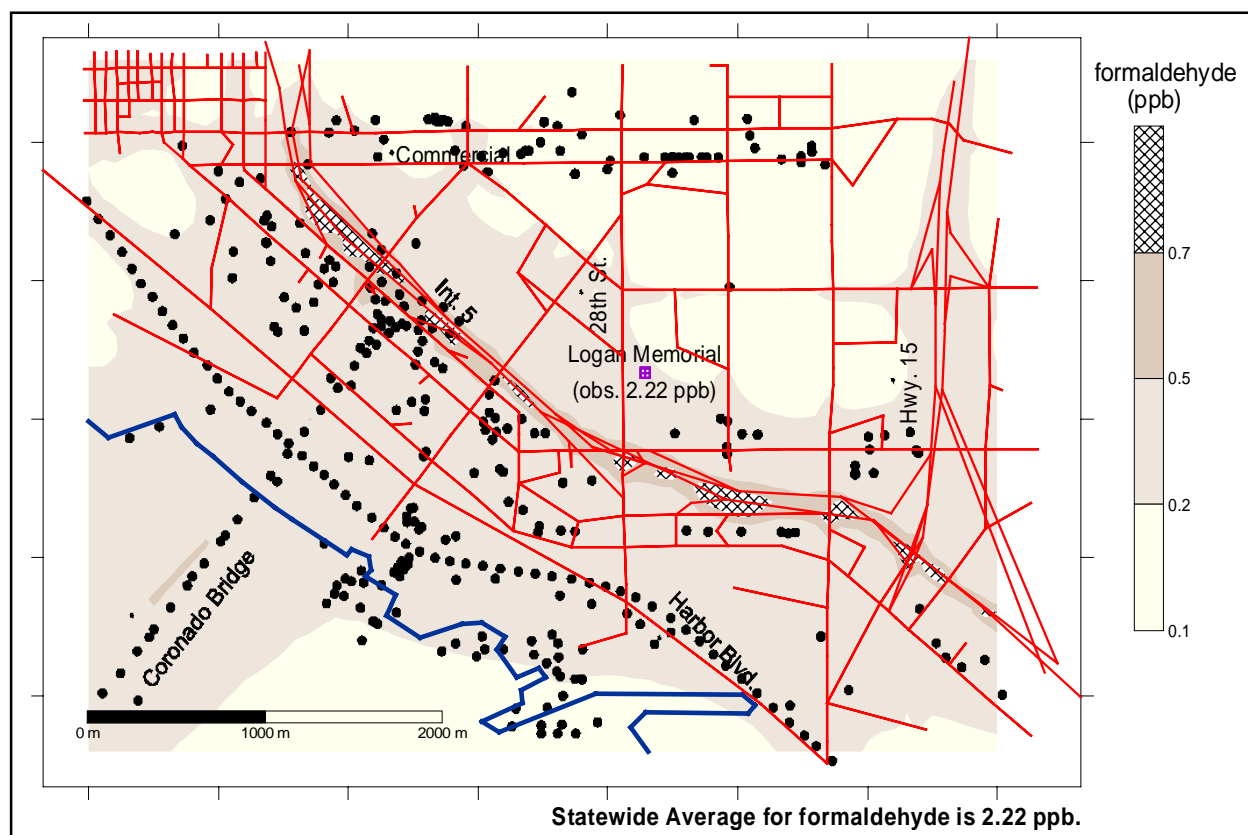 formaldehyde
(ppb)
0.7
0.5
0.2
0.1
Commercial
Int. 5
28th St.
Logan Memorial
(obs. 2.22 ppb)
Hwy. 15
Coronado Bridge
Harbor Blvd.
0 m
1000 m
2000 m
Statewide Average for formaldehyde is 2.22 ppb.